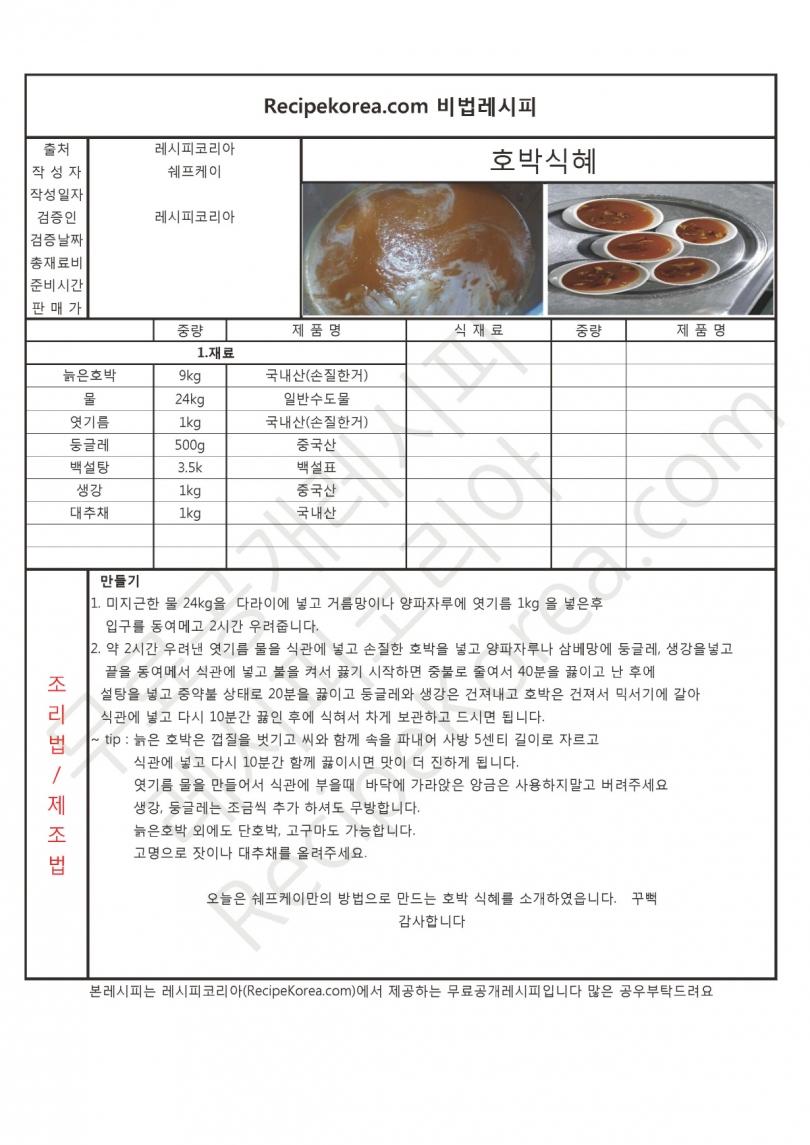 Recipekorea.com 비법레시피
출처 레시피코리아
작 성 자 쉐프케이
호박식혜
작성일자
검증인 레시피코리아
검증날짜
총재료비
준비시간
판 매 가
중량 제 품 명 식 재 료 중량 제 품 명
1.재료
늙은호박 9kg 국내산(손질한거)
물 24kg 일반수도물
엿기름 1kg 국내산(손질한거)
둥글레 500g 중국산
백설탕 3.5k 백설표
생강 1kg 중국산
대추채 1kg 국내산
조리법/제조법
만들기
1. 미지근한 물 24kg을 다라이에 넣고 거름망이나 양파자루에 엿기름 1kg 을 넣은후
입구를 동여메고 2시간 우려줍니다.
2. 약 2시간 우려낸 엿기름 물을 식관에 넣고 손질한 호박을 넣고 양파자루나 삼베망에 둥글레, 생강을넣고
끝을 동여메서 식관에 넣고 불을 켜서 끓기 시작하면 중불로 줄여서 40분을 끓이고 난 후에
설탕을 넣고 중약불 상태로 20분을 끓이고 둥글레와 생강은 건져내고 호박은 건져서 믹서기에 갈아
식관에 넣고 다시 10분간 끓인 후에 식혀서 차게 보관하고 드시면 됩니다.
~ tip : 늙은 호박은 껍질을 벗기고 씨와 함께 속을 파내어 사방 5센티 길이로 자르고
식관에 넣고 다시 10분간 함께 끓이시면 맛이 더 진하게 됩니다.
엿기름 물을 만들어서 식관에 부을때 바닥에 가라앉은 앙금은 사용하지말고 버려주세요
생강, 둥글레는 조금씩 추가 하셔도 무방합니다.
늙은호박 외에도 단호박, 고구마도 가능합니다.
고명으로 잣이나 대추채를 올려주세요.
오늘은 쉐프케이만의 방법으로 만드는 호박 식혜를 소개하였읍니다. 꾸뻑
감사합니다
본레시피는 레시피코리아(RecipeKorea.com)에서 제공하는 무료공개레시피입니다 많은 공우부탁드려요
무료공개레시피
레시피코리아
RecipeKorea.com